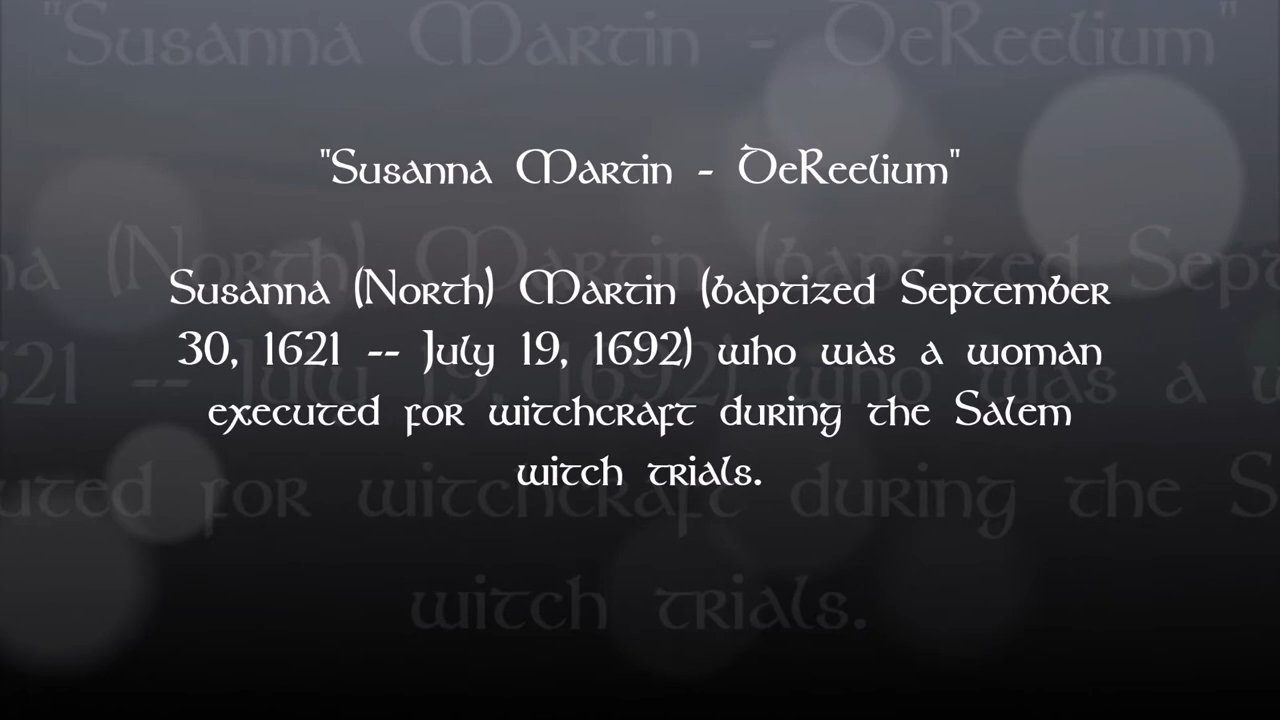 "Susanna Martin - DeReelium"
Susanna (North) Martin (baptized September
30, 1621 -- July 19, 1692) who was a woman
executed for witchcraft during the Salem
witch trials.